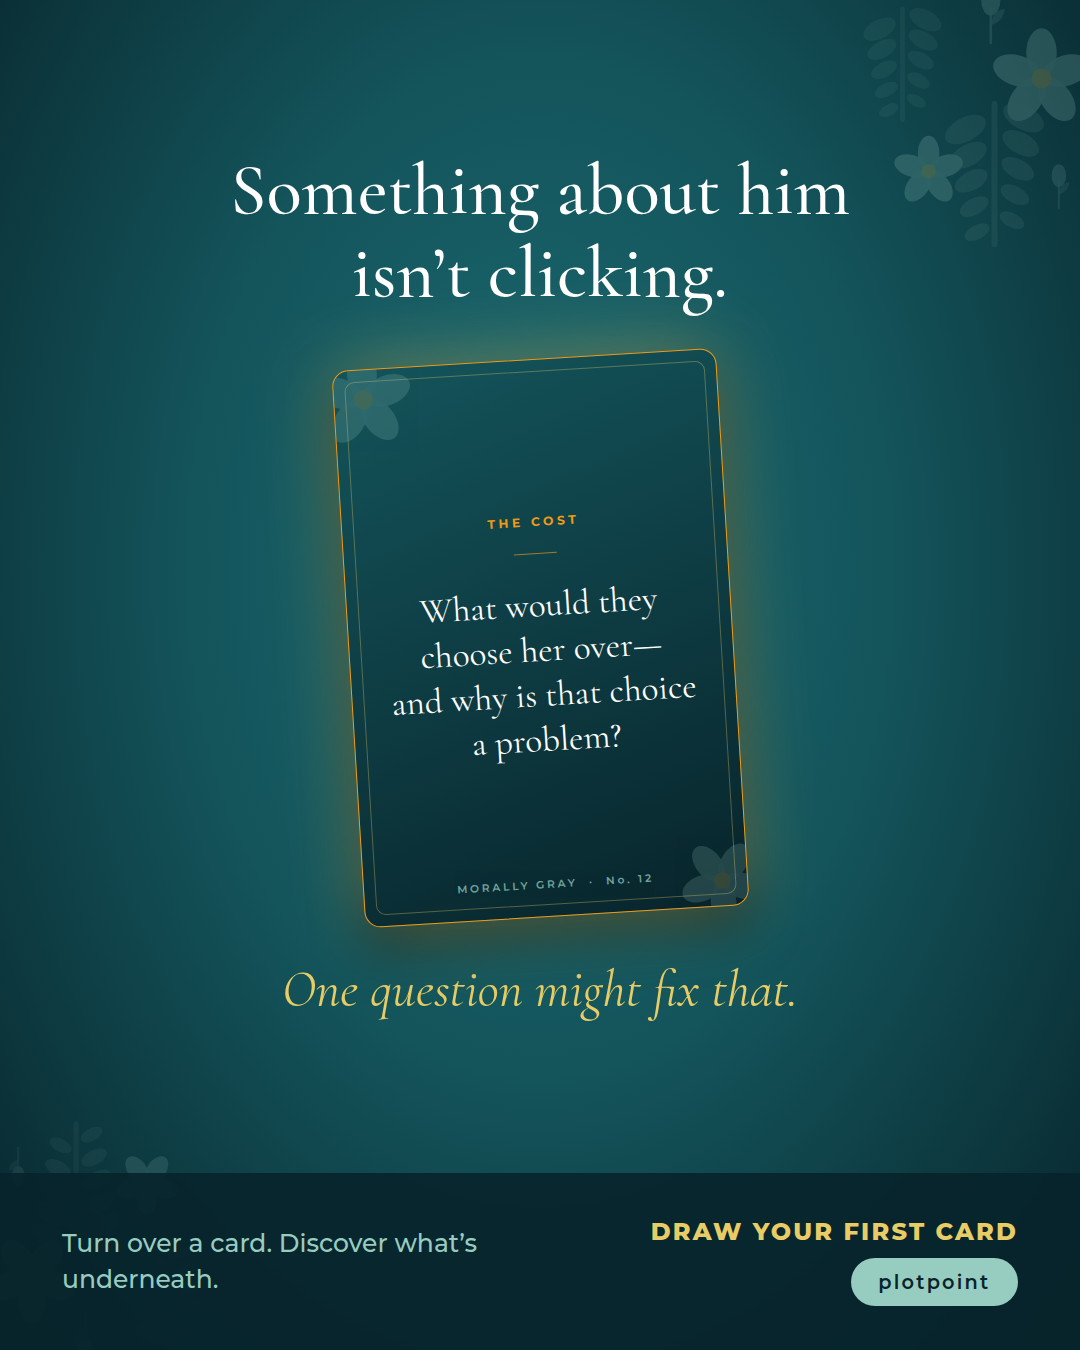 Something about him
isn’t clicking.
THE COST
What would they
choose her over—
and why is that choice
a problem?
MORALLY GRAY · No. 12
One question might fix that.
Turn over a card. Discover what’s
underneath.
DRAW YOUR FIRST CARD
plotpoint